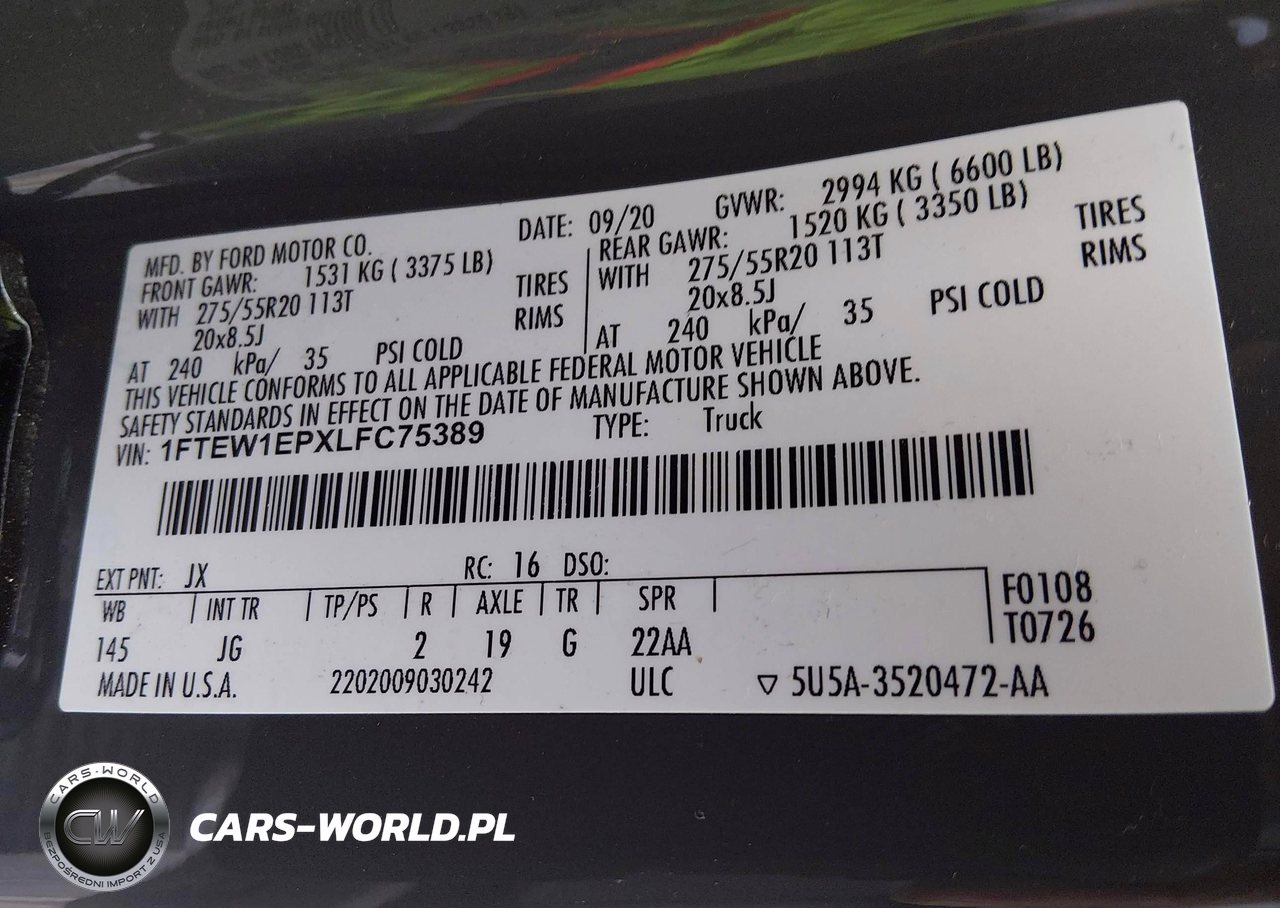 MFD. BY FORD MOTOR CO. DATE: 09/20 GVWR: 2994 KG ( 6600 LB)
FRONT GAWR: 1531 KG ( 3375 LB)
WITH 275/55R20 113T TIRES
20x8.5J RIMS
AT 240 kPa/ 35 PSI COLD
REAR GAWR: 1520 KG ( 3350 LB)
WITH 275/55R20 113T TIRES
20x8.5J RIMS
AT 240 kPa/ 35 PSI COLD
THIS VEHICLE CONFORMS TO ALL APPLICABLE FEDERAL MOTOR VEHICLE
SAFETY STANDARDS IN EFFECT ON THE DATE OF MANUFACTURE SHOWN ABOVE.
VIN: 1FTEW1EPXLFC75389 TYPE: Truck
EXT PNT: JX RC: 16 DSO:
WB INT TR TP/PS R AXLE TR SPR F0108
145 JG 2 19 G 22AA T0726
MADE IN U.S.A. 2202009030242 ULC 5U5A-3520472-AA
CARS-WORLD
CW
BEZPOŚREDNI IMPORT Z USA
CARS-WORLD.PL